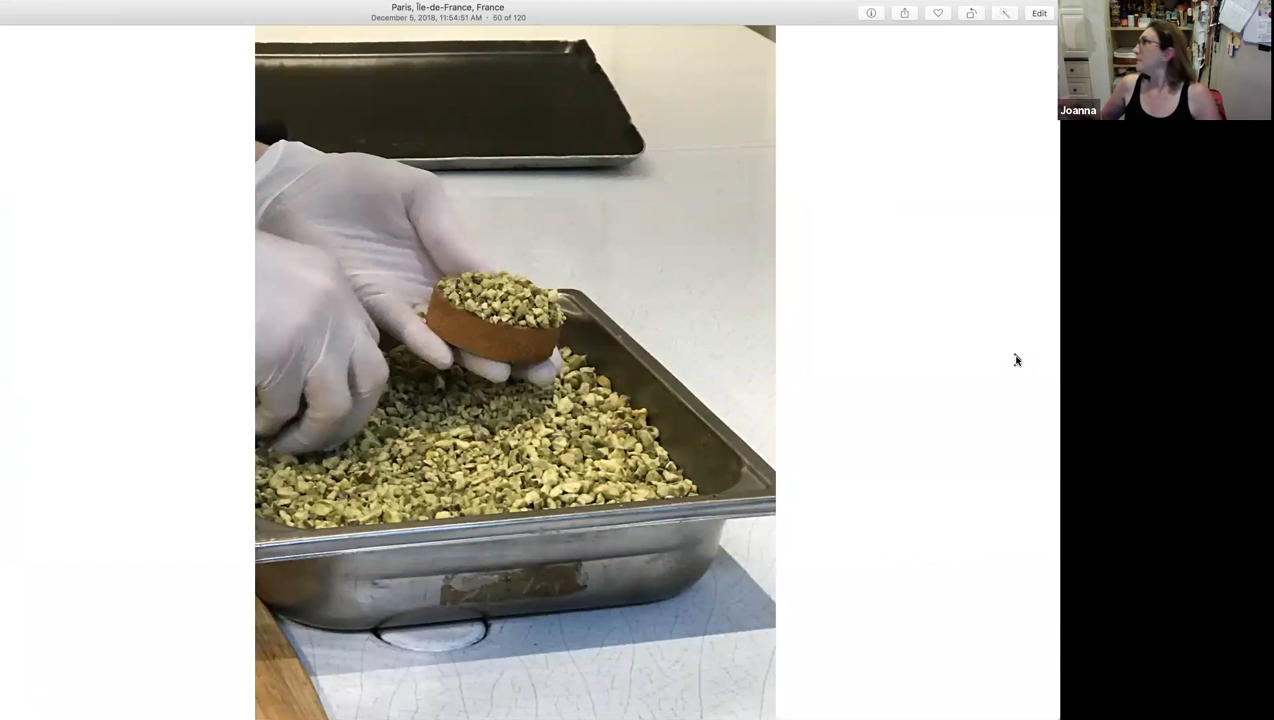 Paris, Île-de-France, France
December 5, 2018, 11:54:51 AM · 50 of 120
Edit
Joanna